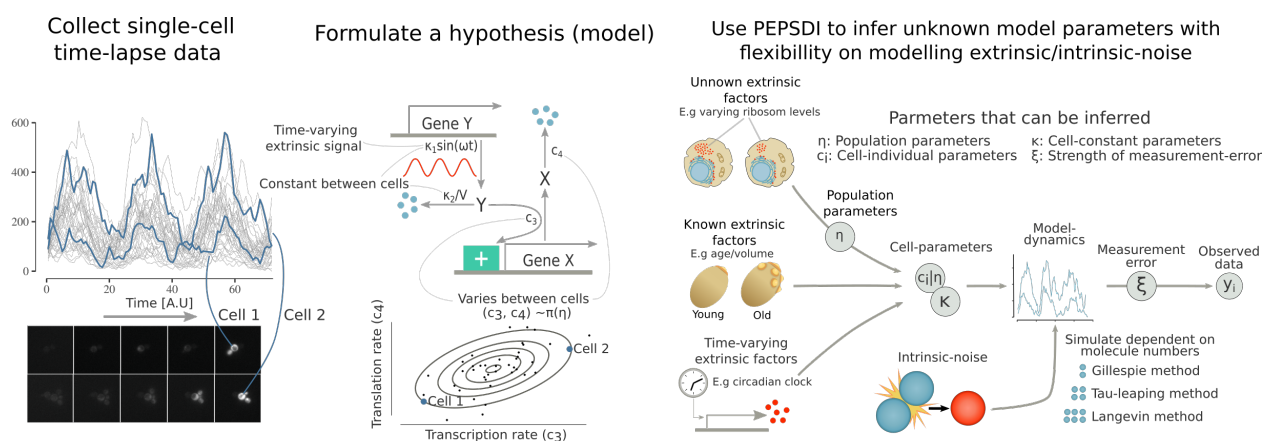 Collect single-cell
time-lapse data
600
400
200
0
0
20
40
60
Time [A.U]
Cell 1
Cell 2
Formulate a hypothesis (model)
Gene Y
Time-varying
extrinsic signal
κ₁sin(ωt)
Constant between cells
κ₂/V
Y
c₃
c₄
X
+
Gene X
Varies between cells
(c₃, c₄) ~π(η)
Translation rate (c₄)
Cell 2
Cell 1
Transcription rate (c₃)
Use PEPSDI to infer unknown model parameters with
flexibillity on modelling extrinsic/intrinsic-noise
Unnown extrinsic
factors
E.g varying ribosom levels
Parmeters that can be inferred
η: Population parameters
κ: Cell-constant parameters
cᵢ: Cell-individual parameters
ξ: Strength of measurement-error
Population
parameters
η
Known extrinsic
factors
E.g age/volume
Young
Old
Cell-parameters
cᵢ|η
κ
Model-
dynamics
Measurement
error
ξ
Observed
data
yᵢ
Time-varying
extrinsic factors
E.g circadian clock
Intrinsic-noise
Simulate dependent on
molecule numbers
Gillespie method
Tau-leaping method
Langevin method